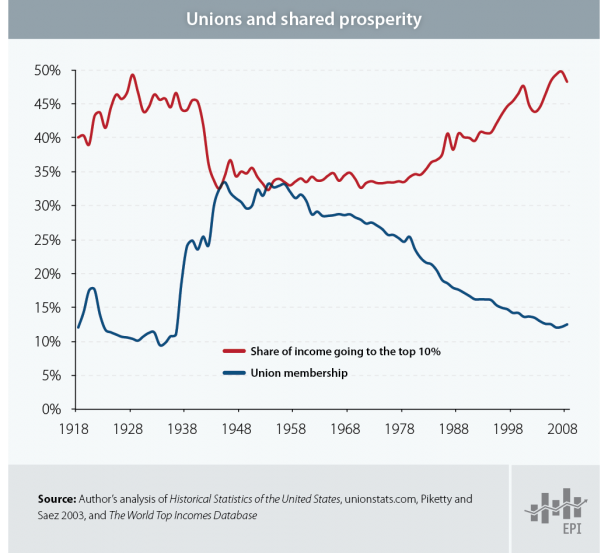 Unions and shared prosperity
50%
45%
40%
35%
30%
25%
20%
15%
10%
5%
0%
Share of income going to the top 10%
Union membership
1918 1928 1938 1948 1958 1968 1978 1988 1998 2008
Source: Author's analysis of Historical Statistics of the United States, unionstats.com, Piketty and
Saez 2003, and The World Top Incomes Database
EPI